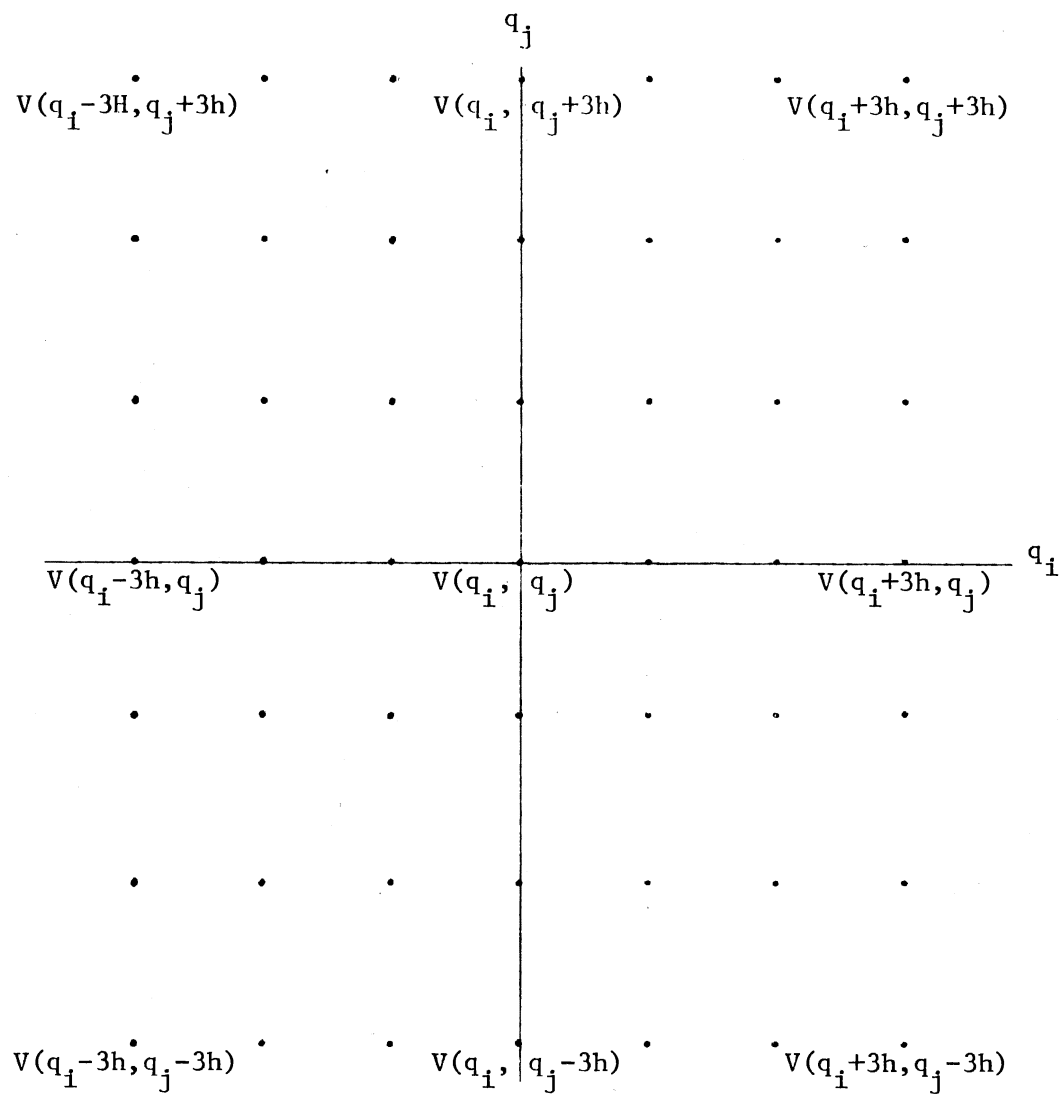 q_j
V(q_i-3H,q_j+3h) V(q_i, q_j+3h) V(q_i+3h,q_j+3h)
q_i
V(q_i-3h,q_j) V(q_i, q_j) V(q_i+3h,q_j)
V(q_i-3h,q_j-3h) V(q_i, q_j-3h) V(q_i+3h,q_j-3h)